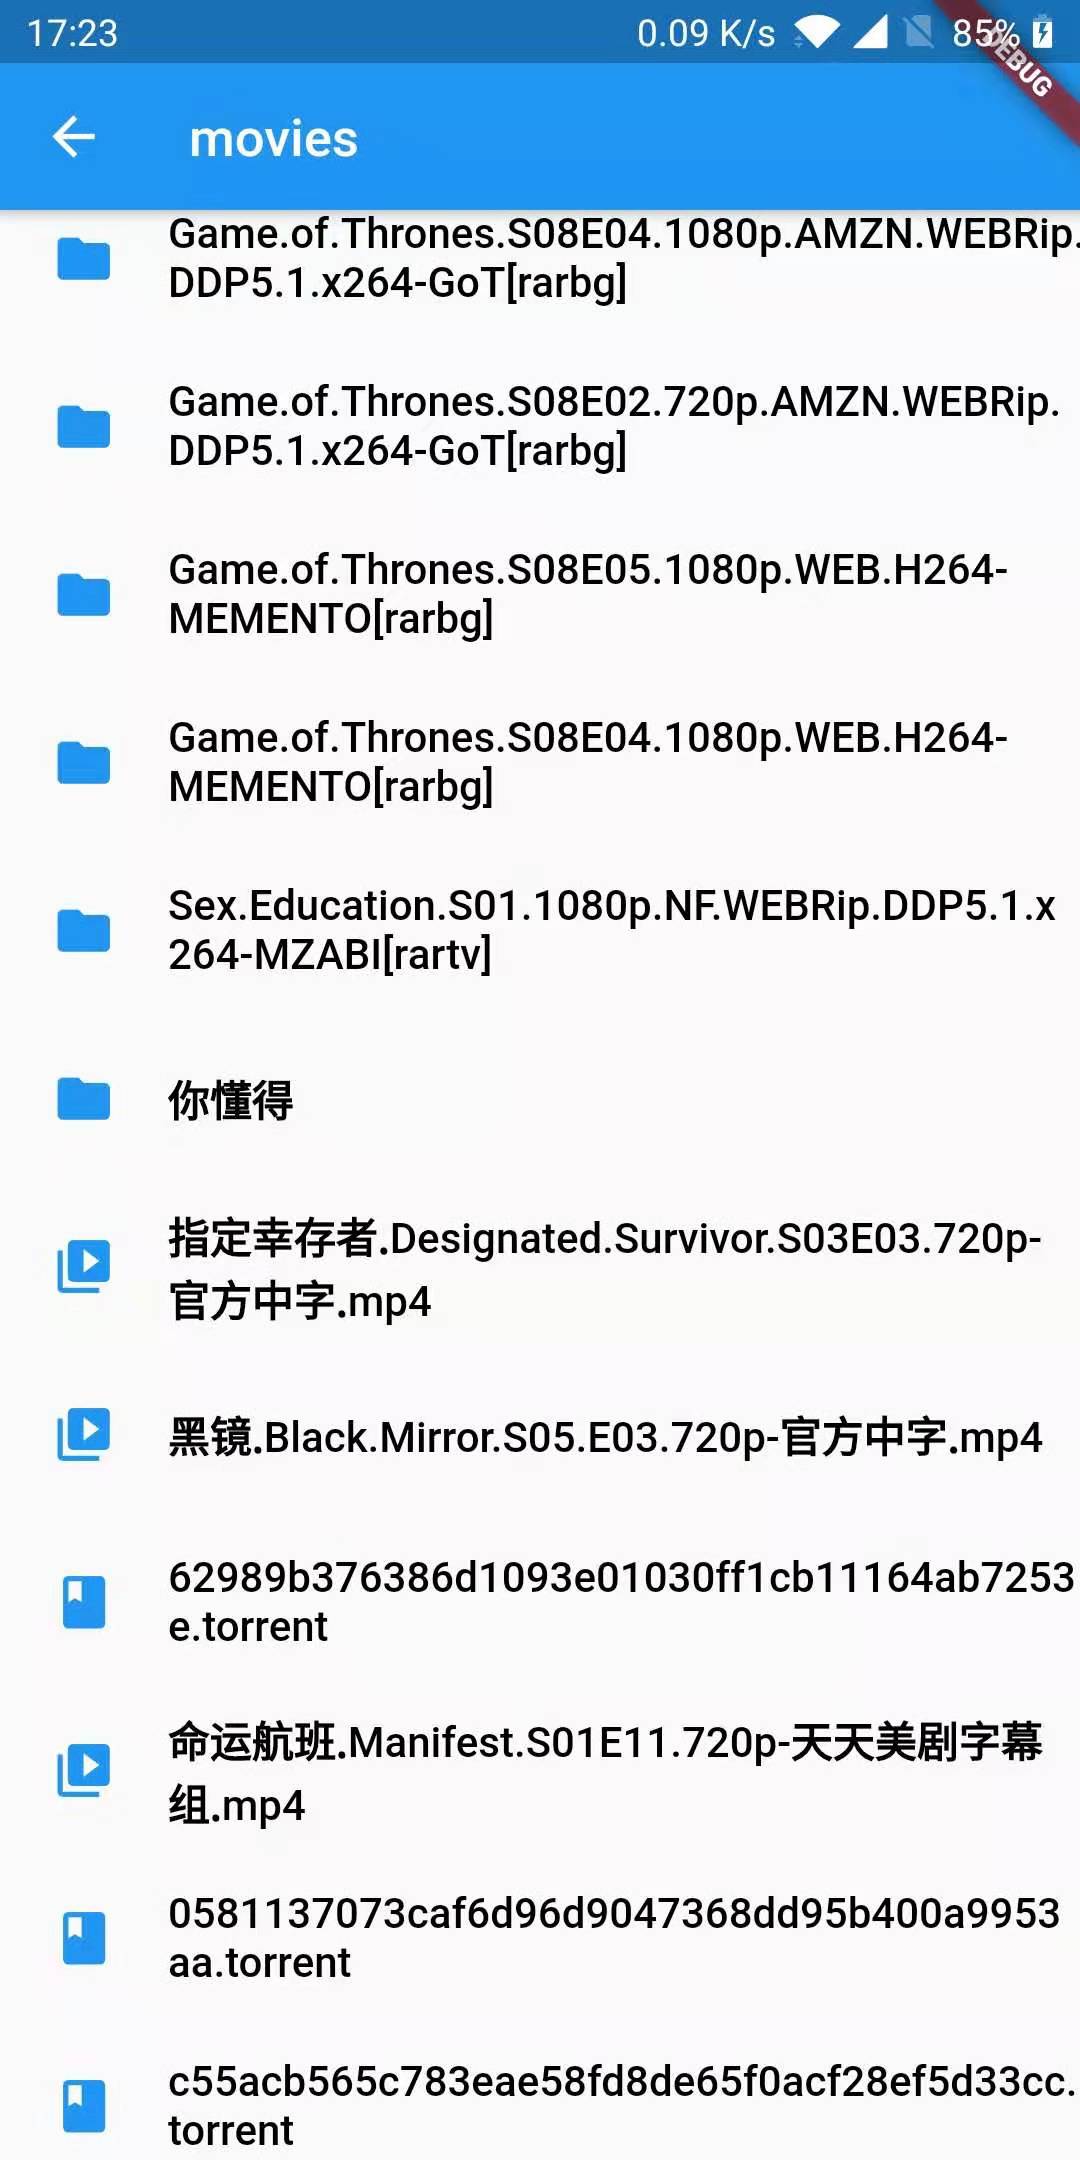 17:23
0.09 K/s
85%
DEBUG
movies
Game.of.Thrones.S08E04.1080p.AMZN.WEBRip.
DDP5.1.x264-GoT[rarbg]
Game.of.Thrones.S08E02.720p.AMZN.WEBRip.
DDP5.1.x264-GoT[rarbg]
Game.of.Thrones.S08E05.1080p.WEB.H264-
MEMENTO[rarbg]
Game.of.Thrones.S08E04.1080p.WEB.H264-
MEMENTO[rarbg]
Sex.Education.S01.1080p.NF.WEBRip.DDP5.1.x
264-MZABI[rartv]
你懂得
指定幸存者.Designated.Survivor.S03E03.720p-
官方中字.mp4
黑镜.Black.Mirror.S05.E03.720p-官方中字.mp4
62989b376386d1093e01030ff1cb11164ab7253
e.torrent
命运航班.Manifest.S01E11.720p-天天美剧字幕
组.mp4
0581137073caf6d96d9047368dd95b400a9953
aa.torrent
c55acb565c783eae58fd8de65f0acf28ef5d33cc.
torrent